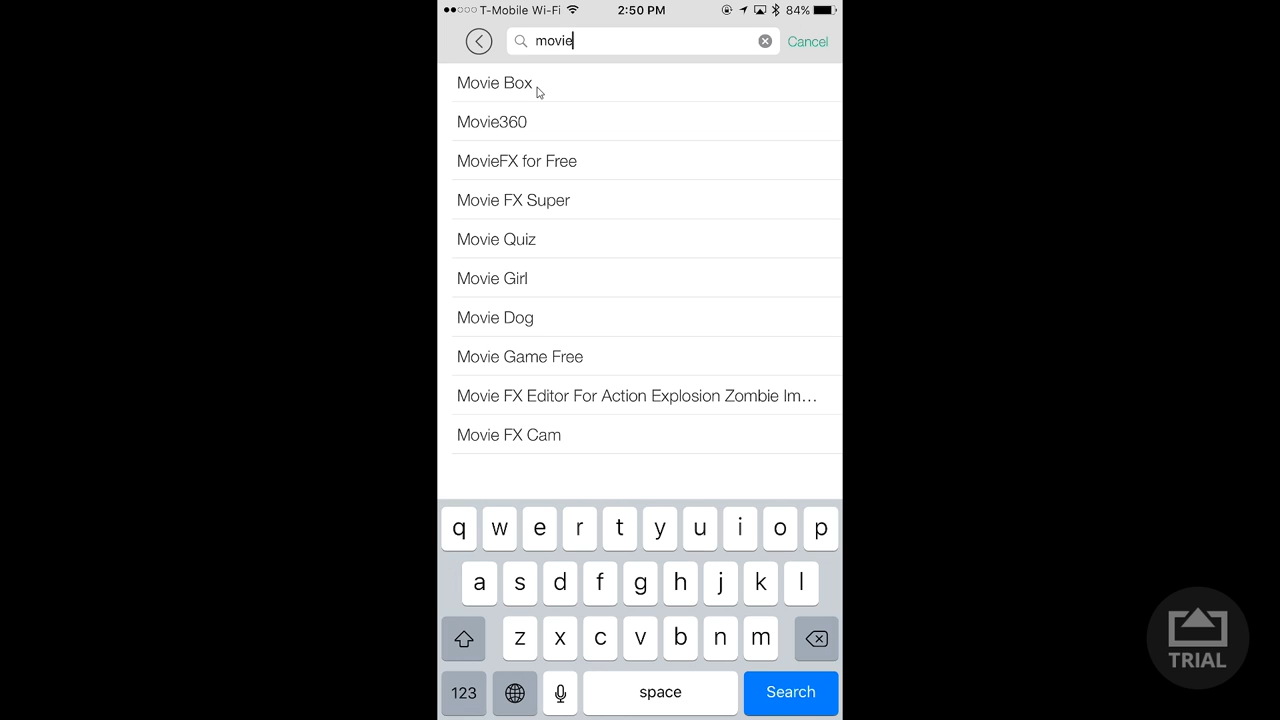 T-Mobile Wi-Fi 2:50 PM 84%
movie Cancel
Movie Box
Movie360
MovieFX for Free
Movie FX Super
Movie Quiz
Movie Girl
Movie Dog
Movie Game Free
Movie FX Editor For Action Explosion Zombie Im...
Movie FX Cam
q w e r t y u i o p
a s d f g h j k l
z x c v b n m
123 space Search
TRIAL